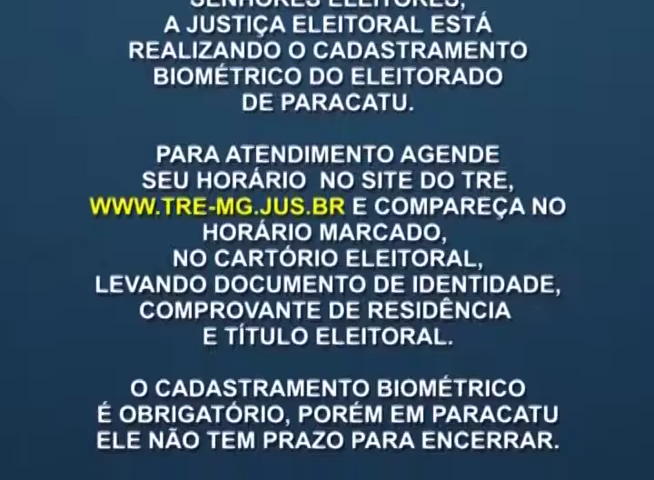 SENHORES ELEITORES,
A JUSTIÇA ELEITORAL ESTÁ
REALIZANDO O CADASTRAMENTO
BIOMÉTRICO DO ELEITORADO
DE PARACATU.
PARA ATENDIMENTO AGENDE
SEU HORÁRIO NO SITE DO TRE,
WWW.TRE-MG.JUS.BR E COMPAREÇA NO
HORÁRIO MARCADO,
NO CARTÓRIO ELEITORAL,
LEVANDO DOCUMENTO DE IDENTIDADE,
COMPROVANTE DE RESIDÊNCIA
E TÍTULO ELEITORAL.
O CADASTRAMENTO BIOMÉTRICO
É OBRIGATÓRIO, PORÉM EM PARACATU
ELE NÃO TEM PRAZO PARA ENCERRAR.